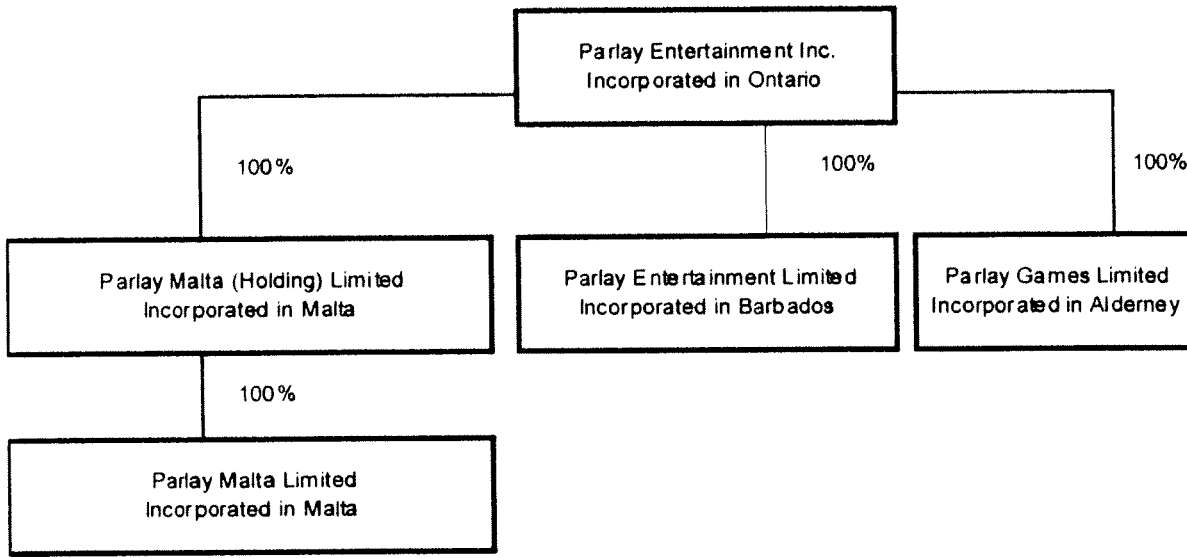 Parlay Entertainment Inc.
Incorporated in Ontario
100%
100%
100%
Parlay Malta (Holding) Limited
Incorporated in Malta
Parlay Entertainment Limited
Incorporated in Barbados
Parlay Games Limited
Incorporated in Alderney
100%
Parlay Malta Limited
Incorporated in Malta